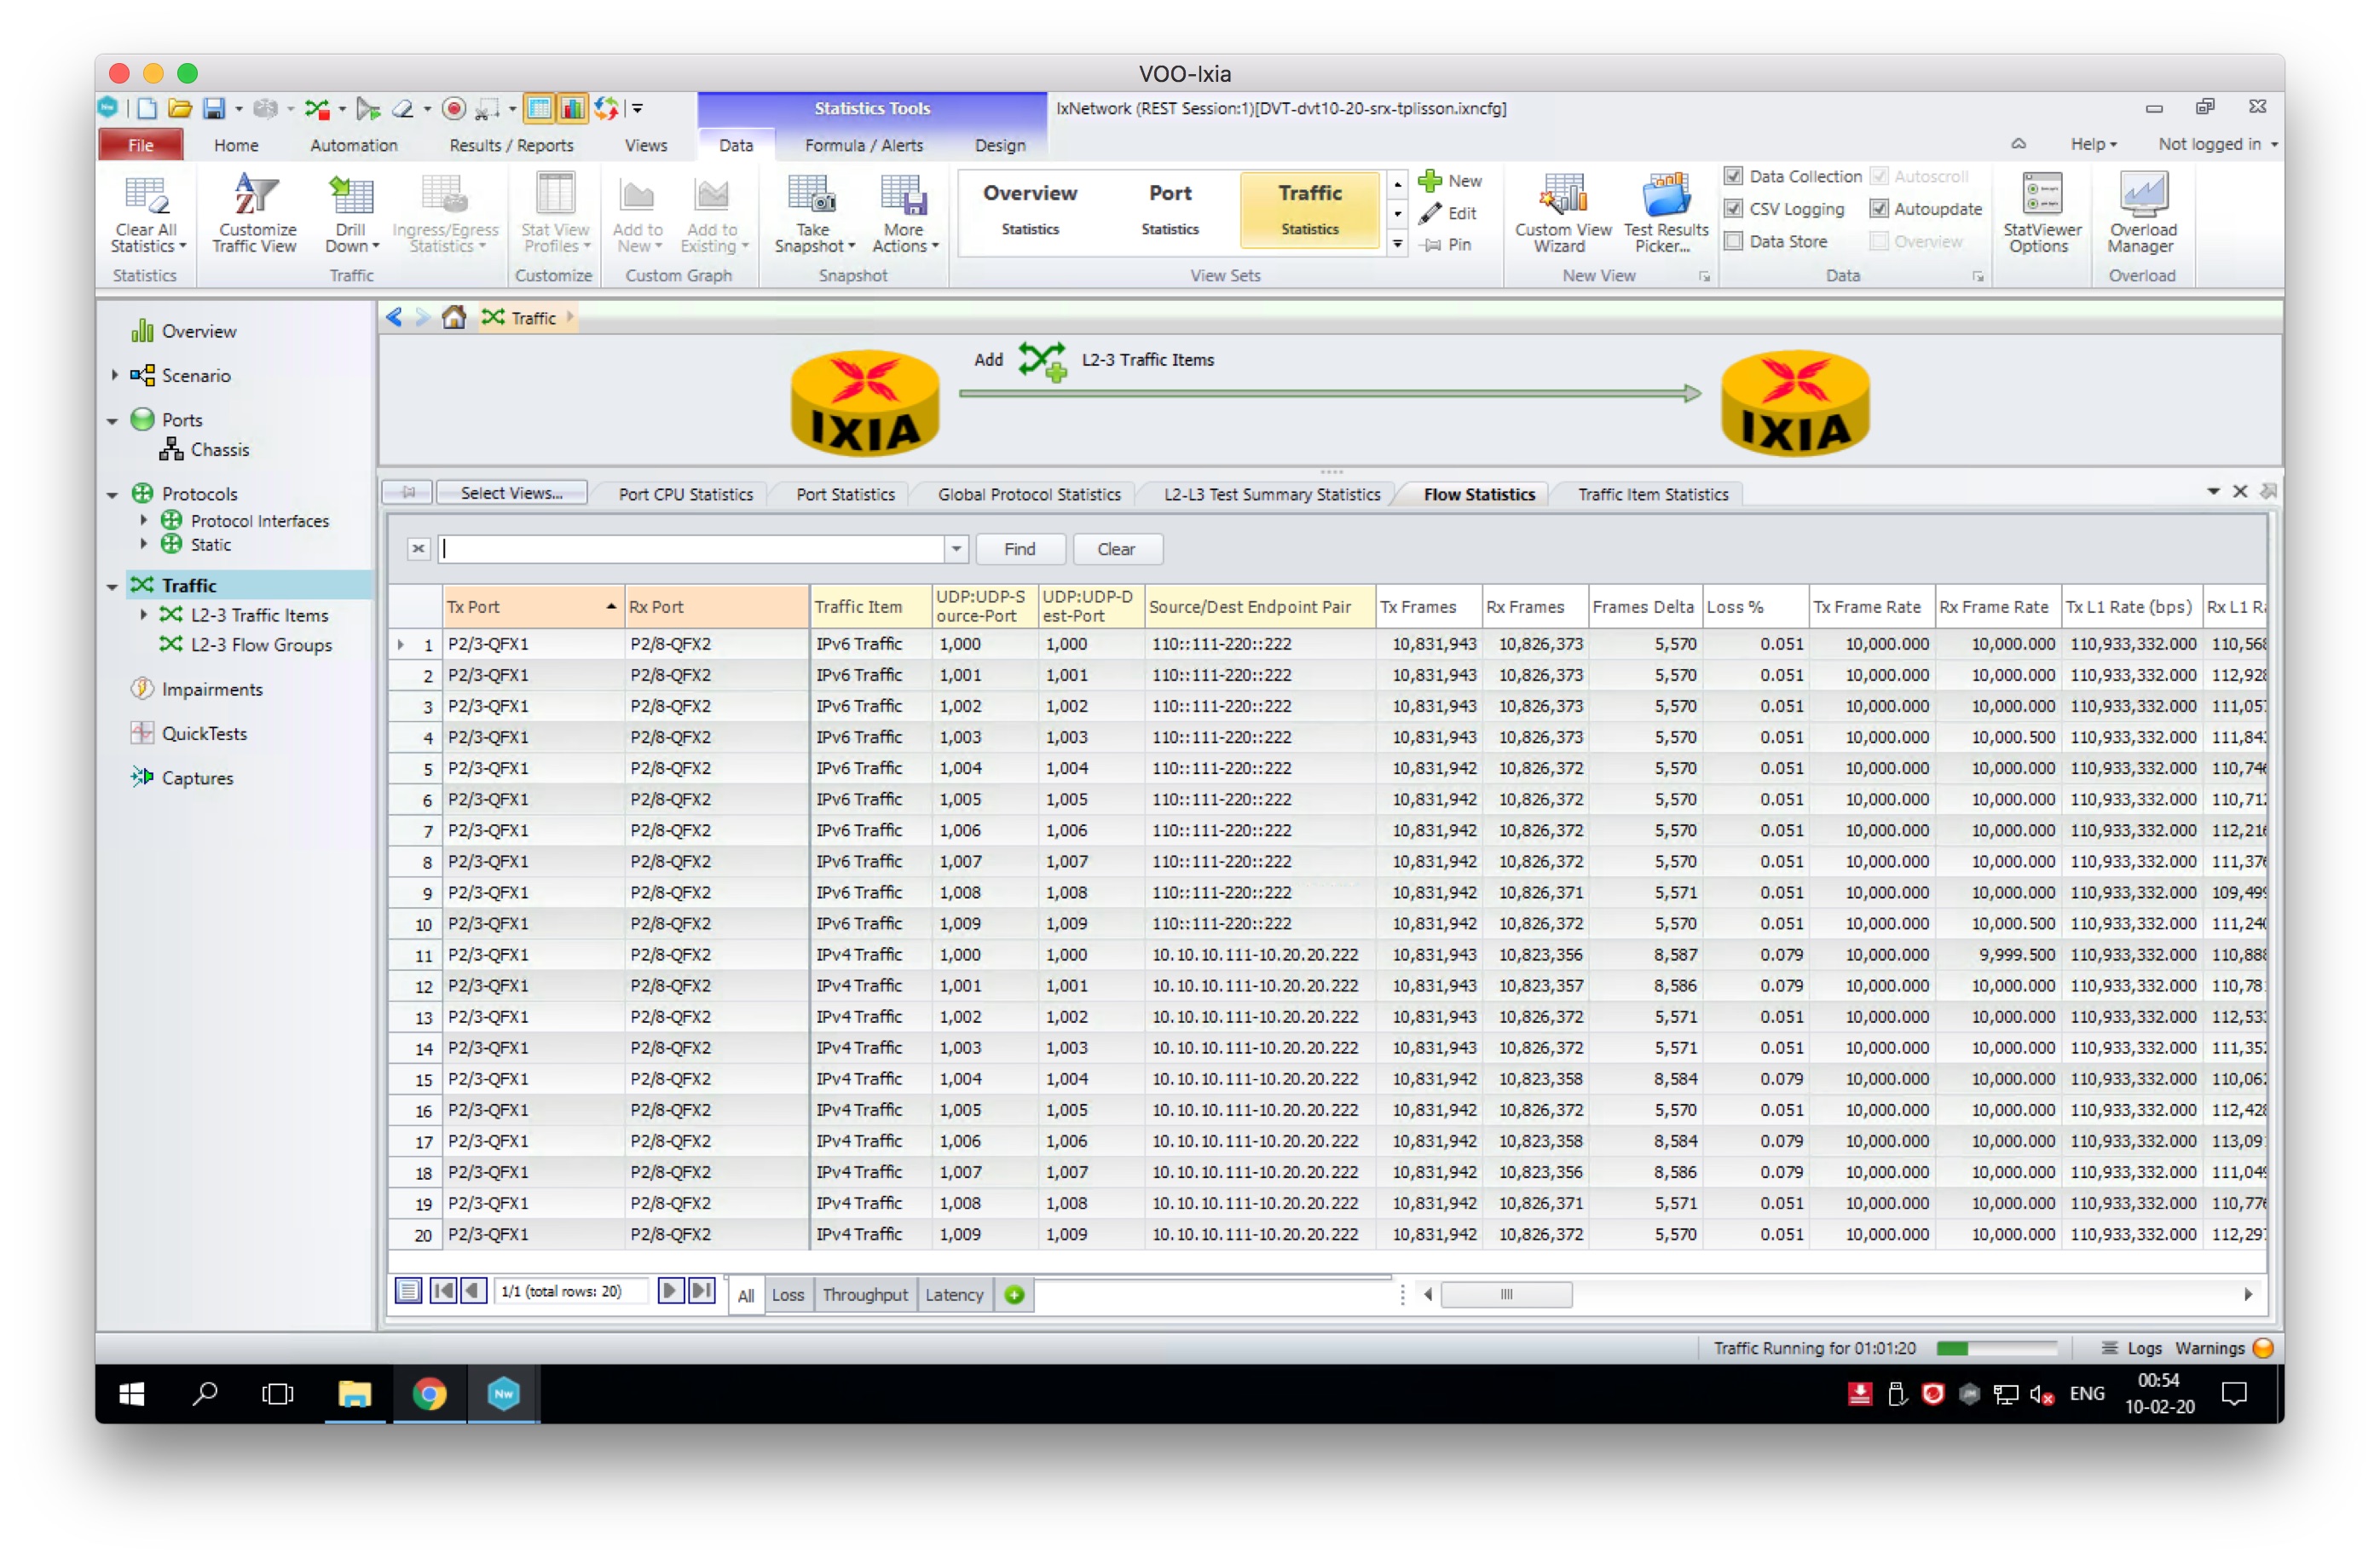 VOO-Ixia
Statistics Tools
IxNetwork (REST Session:1)[DVT-dvt10-20-srx-tplisson.ixncfg]
File Home Automation Results / Reports Views Data Formula / Alerts Design Help Not logged in
Clear All Statistics
Customize Traffic View
Drill Down
Ingress/Egress Statistics
Stat View Profiles
Add to New
Add to Existing
Take Snapshot
More Actions
Overview Statistics
Port Statistics
Traffic Statistics
New
Edit
Pin
Custom View Wizard
Test Results Picker...
Data Collection Autoscroll
CSV Logging Autoupdate
Data Store Overview
StatViewer Options
Overload Manager
Statistics Traffic Customize Custom Graph Snapshot View Sets New View Data Overload
Overview
Scenario
Ports
Chassis
Protocols
Protocol Interfaces
Static
Traffic
L2-3 Traffic Items
L2-3 Flow Groups
Impairments
QuickTests
Captures
Traffic
Add L2-3 Traffic Items
IXIA IXIA
Select Views... Port CPU Statistics Port Statistics Global Protocol Statistics L2-L3 Test Summary Statistics Flow Statistics Traffic Item Statistics
Find Clear
Tx Port Rx Port Traffic Item UDP:UDP-Source-Port UDP:UDP-Dest-Port Source/Dest Endpoint Pair Tx Frames Rx Frames Frames Delta Loss % Tx Frame Rate Rx Frame Rate Tx L1 Rate (bps) Rx L1 R
1 P2/3-QFX1 P2/8-QFX2 IPv6 Traffic 1,000 1,000 110::111-220::222 10,831,943 10,826,373 5,570 0.051 10,000.000 10,000.000 110,933,332.000 110,568
2 P2/3-QFX1 P2/8-QFX2 IPv6 Traffic 1,001 1,001 110::111-220::222 10,831,943 10,826,373 5,570 0.051 10,000.000 10,000.000 110,933,332.000 112,928
3 P2/3-QFX1 P2/8-QFX2 IPv6 Traffic 1,002 1,002 110::111-220::222 10,831,943 10,826,373 5,570 0.051 10,000.000 10,000.000 110,933,332.000 111,057
4 P2/3-QFX1 P2/8-QFX2 IPv6 Traffic 1,003 1,003 110::111-220::222 10,831,943 10,826,373 5,570 0.051 10,000.000 10,000.500 110,933,332.000 111,843
5 P2/3-QFX1 P2/8-QFX2 IPv6 Traffic 1,004 1,004 110::111-220::222 10,831,942 10,826,372 5,570 0.051 10,000.000 10,000.000 110,933,332.000 110,746
6 P2/3-QFX1 P2/8-QFX2 IPv6 Traffic 1,005 1,005 110::111-220::222 10,831,942 10,826,372 5,570 0.051 10,000.000 10,000.000 110,933,332.000 110,712
7 P2/3-QFX1 P2/8-QFX2 IPv6 Traffic 1,006 1,006 110::111-220::222 10,831,942 10,826,372 5,570 0.051 10,000.000 10,000.000 110,933,332.000 112,216
8 P2/3-QFX1 P2/8-QFX2 IPv6 Traffic 1,007 1,007 110::111-220::222 10,831,942 10,826,372 5,570 0.051 10,000.000 10,000.000 110,933,332.000 111,376
9 P2/3-QFX1 P2/8-QFX2 IPv6 Traffic 1,008 1,008 110::111-220::222 10,831,942 10,826,371 5,571 0.051 10,000.000 10,000.000 110,933,332.000 109,499
10 P2/3-QFX1 P2/8-QFX2 IPv6 Traffic 1,009 1,009 110::111-220::222 10,831,942 10,826,372 5,570 0.051 10,000.000 10,000.500 110,933,332.000 111,240
11 P2/3-QFX1 P2/8-QFX2 IPv4 Traffic 1,000 1,000 10.10.10.111-10.20.20.222 10,831,943 10,823,356 8,587 0.079 10,000.000 9,999.500 110,933,332.000 110,888
12 P2/3-QFX1 P2/8-QFX2 IPv4 Traffic 1,001 1,001 10.10.10.111-10.20.20.222 10,831,943 10,823,357 8,586 0.079 10,000.000 10,000.000 110,933,332.000 110,78
13 P2/3-QFX1 P2/8-QFX2 IPv4 Traffic 1,002 1,002 10.10.10.111-10.20.20.222 10,831,943 10,826,372 5,571 0.051 10,000.000 10,000.000 110,933,332.000 112,53
14 P2/3-QFX1 P2/8-QFX2 IPv4 Traffic 1,003 1,003 10.10.10.111-10.20.20.222 10,831,943 10,826,372 5,571 0.051 10,000.000 10,000.000 110,933,332.000 111,352
15 P2/3-QFX1 P2/8-QFX2 IPv4 Traffic 1,004 1,004 10.10.10.111-10.20.20.222 10,831,942 10,823,358 8,584 0.079 10,000.000 10,000.000 110,933,332.000 110,062
16 P2/3-QFX1 P2/8-QFX2 IPv4 Traffic 1,005 1,005 10.10.10.111-10.20.20.222 10,831,942 10,826,372 5,570 0.051 10,000.000 10,000.000 110,933,332.000 112,428
17 P2/3-QFX1 P2/8-QFX2 IPv4 Traffic 1,006 1,006 10.10.10.111-10.20.20.222 10,831,942 10,823,358 8,584 0.079 10,000.000 10,000.000 110,933,332.000 113,09
18 P2/3-QFX1 P2/8-QFX2 IPv4 Traffic 1,007 1,007 10.10.10.111-10.20.20.222 10,831,942 10,823,356 8,586 0.079 10,000.000 10,000.000 110,933,332.000 111,049
19 P2/3-QFX1 P2/8-QFX2 IPv4 Traffic 1,008 1,008 10.10.10.111-10.20.20.222 10,831,942 10,826,371 5,571 0.051 10,000.000 10,000.000 110,933,332.000 110,776
20 P2/3-QFX1 P2/8-QFX2 IPv4 Traffic 1,009 1,009 10.10.10.111-10.20.20.222 10,831,942 10,826,372 5,570 0.051 10,000.000 10,000.000 110,933,332.000 112,29
1/1 (total rows: 20) All Loss Throughput Latency
Traffic Running for 01:01:20 Logs Warnings
Nw ENG 00:54
10-02-20